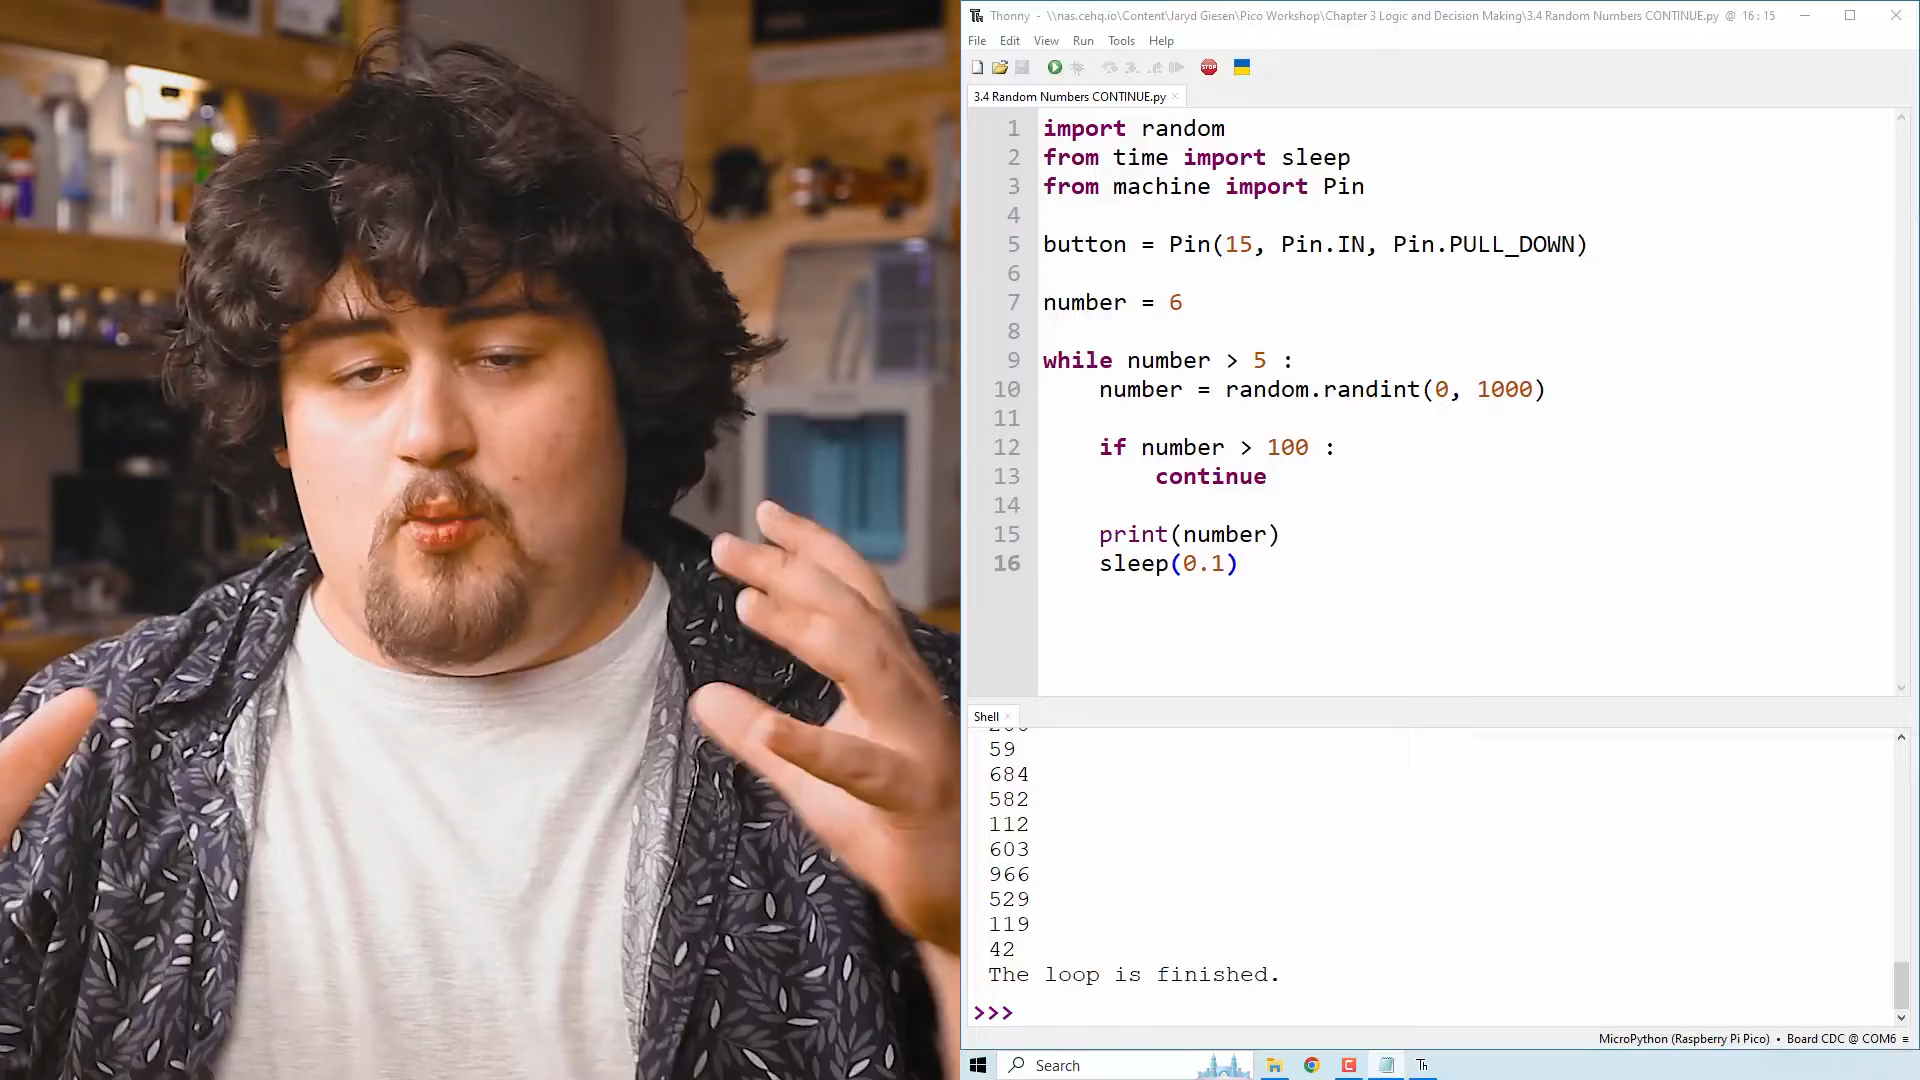 Thonny - \\nas.cehq.io\Content\Jaryd Giesen\Pico Workshop\Chapter 3 Logic and Decision Making\3.4 Random Numbers CONTINUE.py @ 16 : 15
File Edit View Run Tools Help
STOP
3.4 Random Numbers CONTINUE.py
1 import random
2 from time import sleep
3 from machine import Pin
4
5 button = Pin(15, Pin.IN, Pin.PULL_DOWN)
6
7 number = 6
8
9 while number > 5 :
10 number = random.randint(0, 1000)
11
12 if number > 100 :
13 continue
14
15 print(number)
16 sleep(0.1)
Shell
59
684
582
112
603
966
529
119
42
The loop is finished.
>>>
MicroPython (Raspberry Pi Pico) • Board CDC @ COM6 ≡
Search
Th